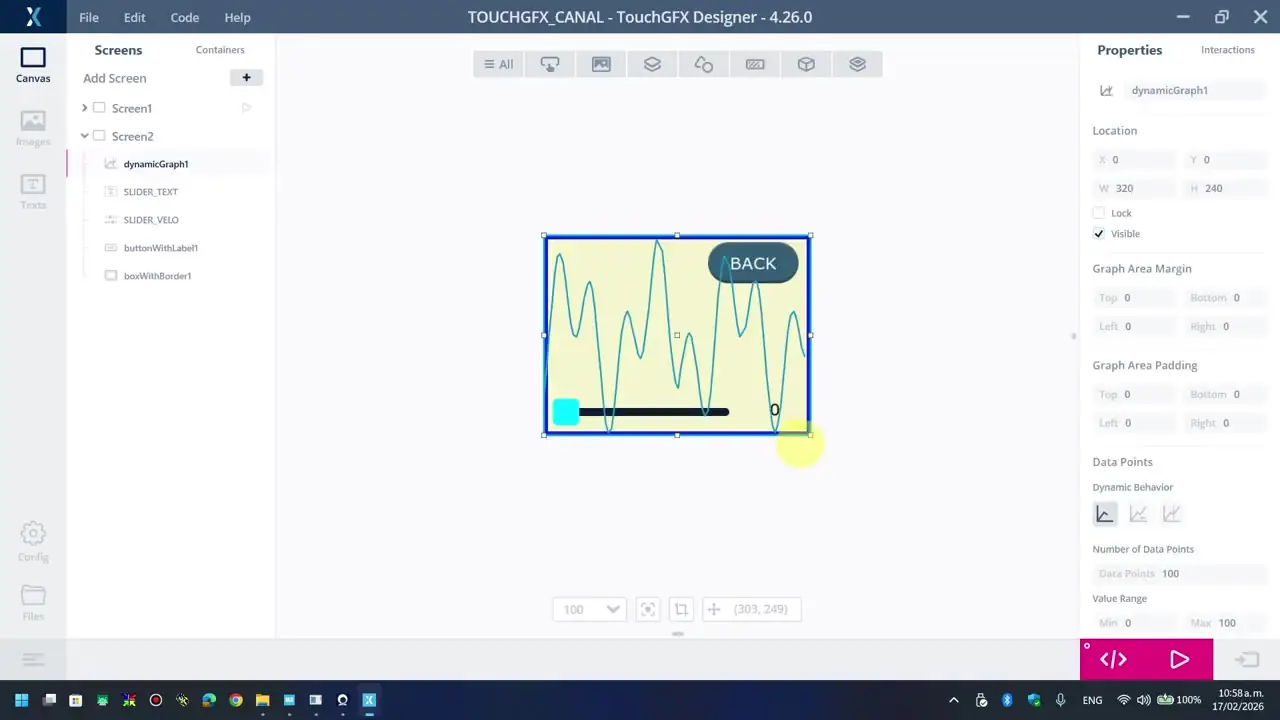 File Edit Code Help
TOUCHGFX_CANAL - TouchGFX Designer - 4.26.0
Canvas
Images
Texts
Config
Files
Screens Containers
Add Screen +
Screen1
Screen2
dynamicGraph1
SLIDER_TEXT
SLIDER_VELO
buttonWithLabel1
boxWithBorder1
All
BACK
0
100
(303, 249)
Properties Interactions
dynamicGraph1
Location
X 0 Y 0
W 320 H 240
Lock
Visible
Graph Area Margin
Top 0 Bottom 0
Left 0 Right 0
Graph Area Padding
Top 0 Bottom 0
Left 0 Right 0
Data Points
Dynamic Behavior
Number of Data Points
Data Points 100
Value Range
Min 0 Max 100
</>
ENG
100%
10:58 a.m.
17/02/2026